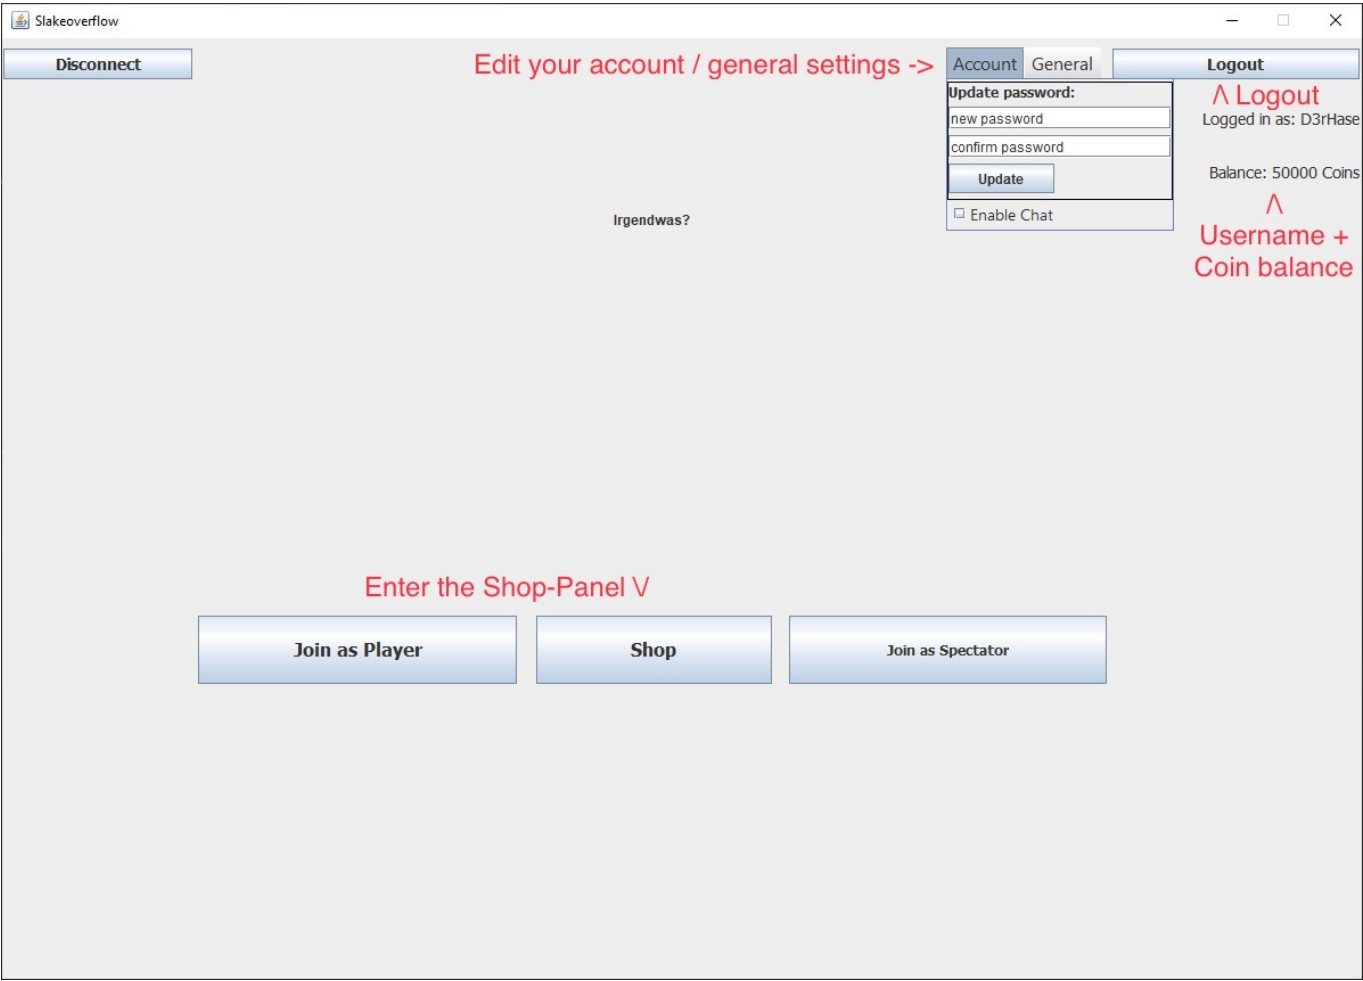 Slakeoverflow
Disconnect
Edit your account / general settings ->
Account General
Logout
Update password:
/\ Logout
new password
Logged in as: D3rHase
confirm password
Update
Balance: 50000 Coins
Enable Chat
/\
Username +
Coin balance
Irgendwas?
Enter the Shop-Panel \/
Join as Player
Shop
Join as Spectator